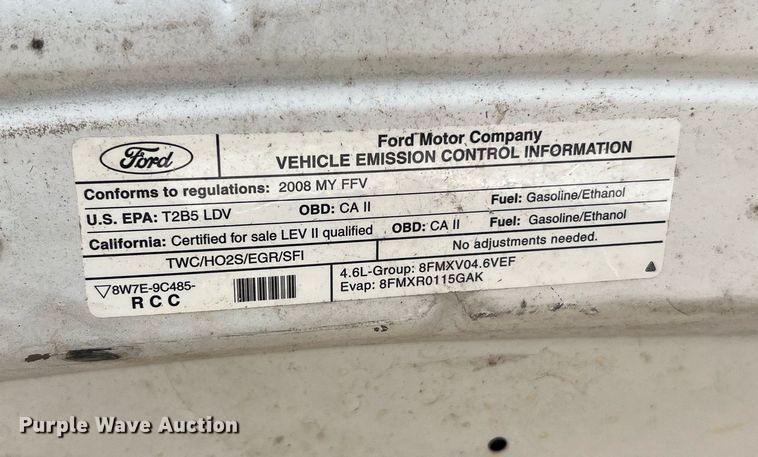 Ford
Ford Motor Company
VEHICLE EMISSION CONTROL INFORMATION
Conforms to regulations: 2008 MY FFV
U.S. EPA: T2B5 LDV OBD: CA II Fuel: Gasoline/Ethanol
California: Certified for sale LEV II qualified OBD: CA II Fuel: Gasoline/Ethanol
TWC/HO2S/EGR/SFI No adjustments needed.
8W7E-9C485-
R C C
4.6L-Group: 8FMXV04.6VEF
Evap: 8FMXR0115GAK
Purple Wave Auction